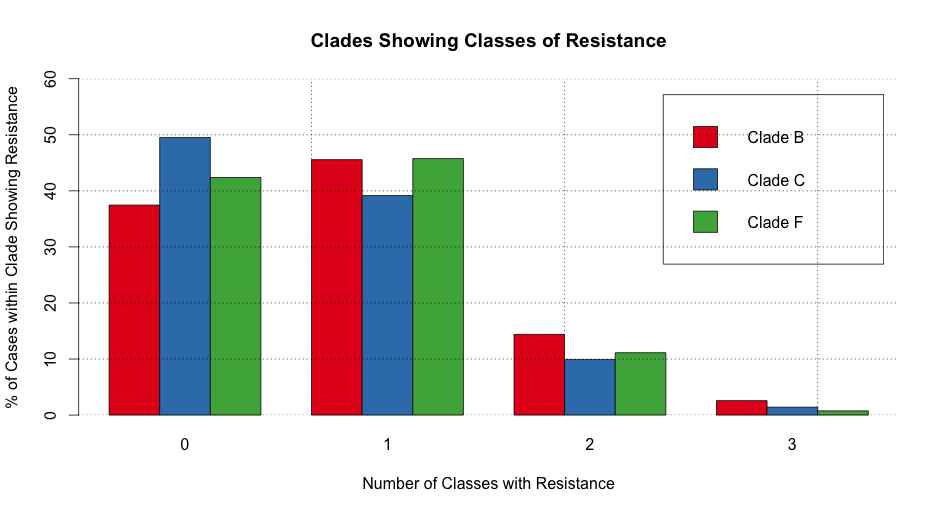 Clades Showing Classes of Resistance
% of Cases within Clade Showing Resistance
60
50
40
30
20
10
0
Clade B
Clade C
Clade F
0 1 2 3
Number of Classes with Resistance